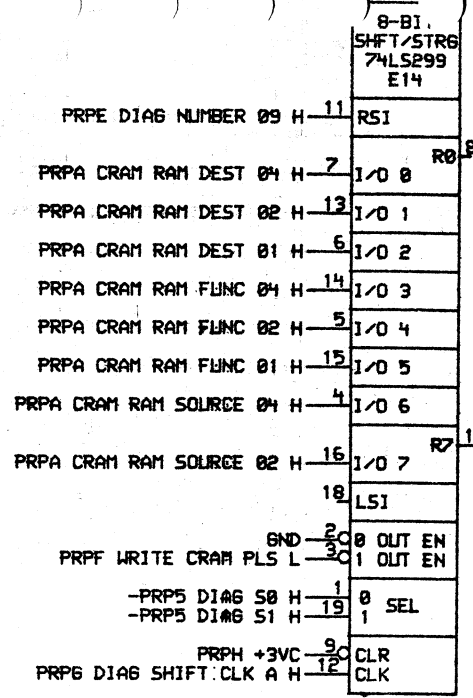 8-BI.
SHFT/STRG
74LS299
E14
PRPE DIAG NUMBER 09 H 11 RSI
R0 8
PRPA CRAM RAM DEST 04 H 7 I/O 0
PRPA CRAM RAM DEST 02 H 13 I/O 1
PRPA CRAM RAM DEST 01 H 6 I/O 2
PRPA CRAM RAM FUNC 04 H 14 I/O 3
PRPA CRAM RAM FUNC 02 H 5 I/O 4
PRPA CRAM RAM FUNC 01 H 15 I/O 5
PRPA CRAM RAM SOURCE 04 H 4 I/O 6
R7 1
PRPA CRAM RAM SOURCE 02 H 16 I/O 7
18 LSI
GND 2 0 OUT EN
PRPF WRITE CRAM PLS L 3 1 OUT EN
-PRP5 DIAG S0 H 1 0 SEL
-PRP5 DIAG S1 H 19 1
PRPH +3VC 9 CLR
PRPG DIAG SHIFT CLK A H 12 CLK